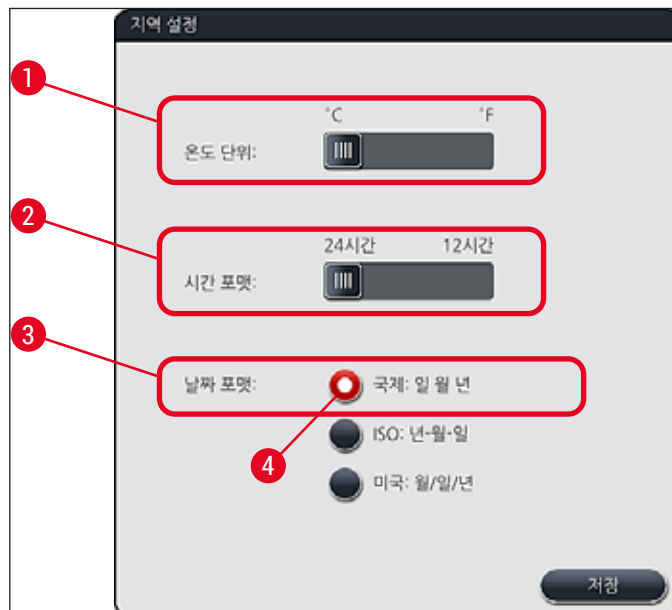 지역 설정
1
°C °F
온도 단위:
2
24시간 12시간
시간 포맷:
3
날짜 포맷: 국제: 일 월 년
ISO: 년-월-일
4
미국: 월/일/년
저장